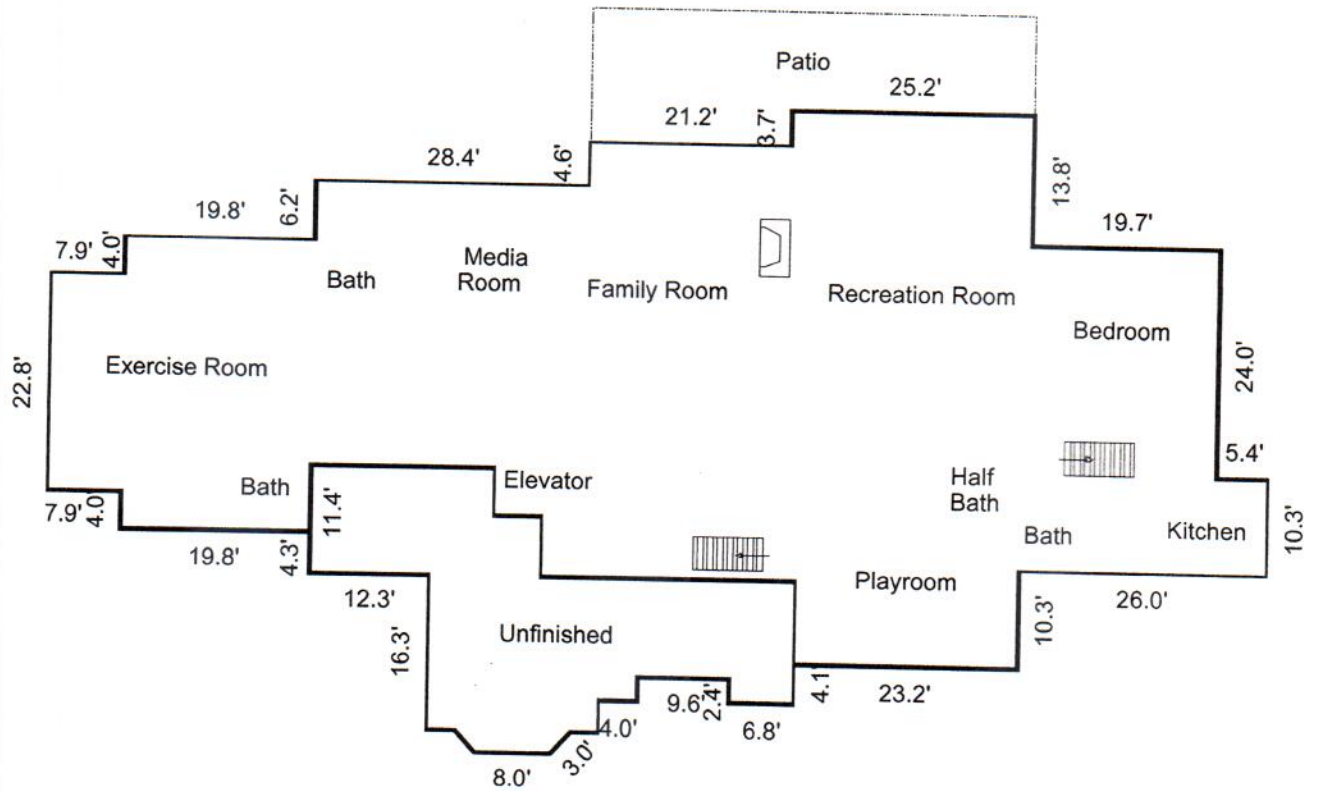 Patio
25.2'
21.2'
3.7'
28.4'
4.6'
13.8'
19.8'
6.2'
19.7'
7.9'
4.0'
Media
Room
Bath
Family Room
Recreation Room
Bedroom
Exercise Room
22.8'
24.0'
5.4'
Elevator
Half
Bath
Bath
11.4'
7.9'
4.0'
Bath
Kitchen
10.3'
19.8'
4.3'
12.3'
Playroom
26.0'
10.3'
Unfinished
16.3'
4.1'
23.2'
9.6'
2.4'
4.0'
6.8'
3.0'
8.0'